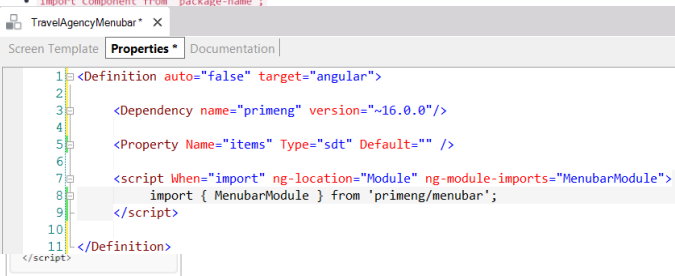 import Component from 'package-name';
TravelAgencyMenubar * ×
Screen Template Properties * Documentation
1 <Definition auto="false" target="angular">
2
3 <Dependency name="primeng" version="~16.0.0"/>
4
5 <Property Name="items" Type="sdt" Default="" />
6
7 <script When="import" ng-location="Module" ng-module-imports="MenubarModule">
8 import { MenubarModule } from 'primeng/menubar';
9 </script>
10
11 </Definition>
</script>